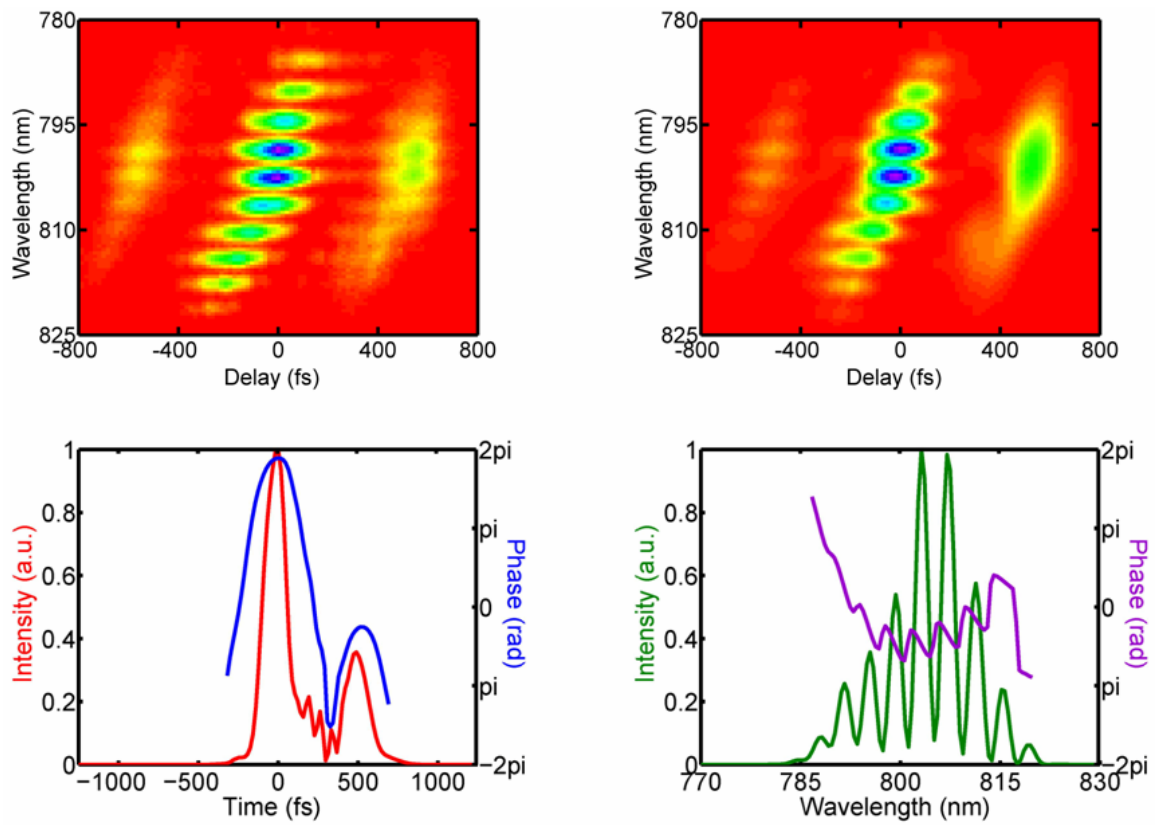 780
795
810
825
Wavelength (nm)
-800 -400 0 400 800
Delay (fs)
780
795
810
825
Wavelength (nm)
-800 -400 0 400 800
Delay (fs)
1
0.8
0.6
0.4
0.2
0
Intensity (a.u.)
2pi
pi
0
pi
−2pi
Phase (rad)
−1000 −500 0 500 1000
Time (fs)
1
0.8
0.6
0.4
0.2
0
Intensity (a.u.)
2pi
pi
0
pi
−2pi
Phase (rad)
770 785 800 815 830
Wavelength (nm)